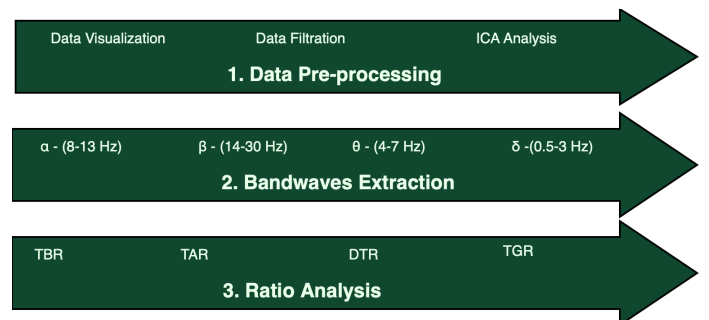 Data Visualization Data Filtration ICA Analysis
1. Data Pre-processing
α - (8-13 Hz) β - (14-30 Hz) θ - (4-7 Hz) δ -(0.5-3 Hz)
2. Bandwaves Extraction
TBR TAR DTR TGR
3. Ratio Analysis